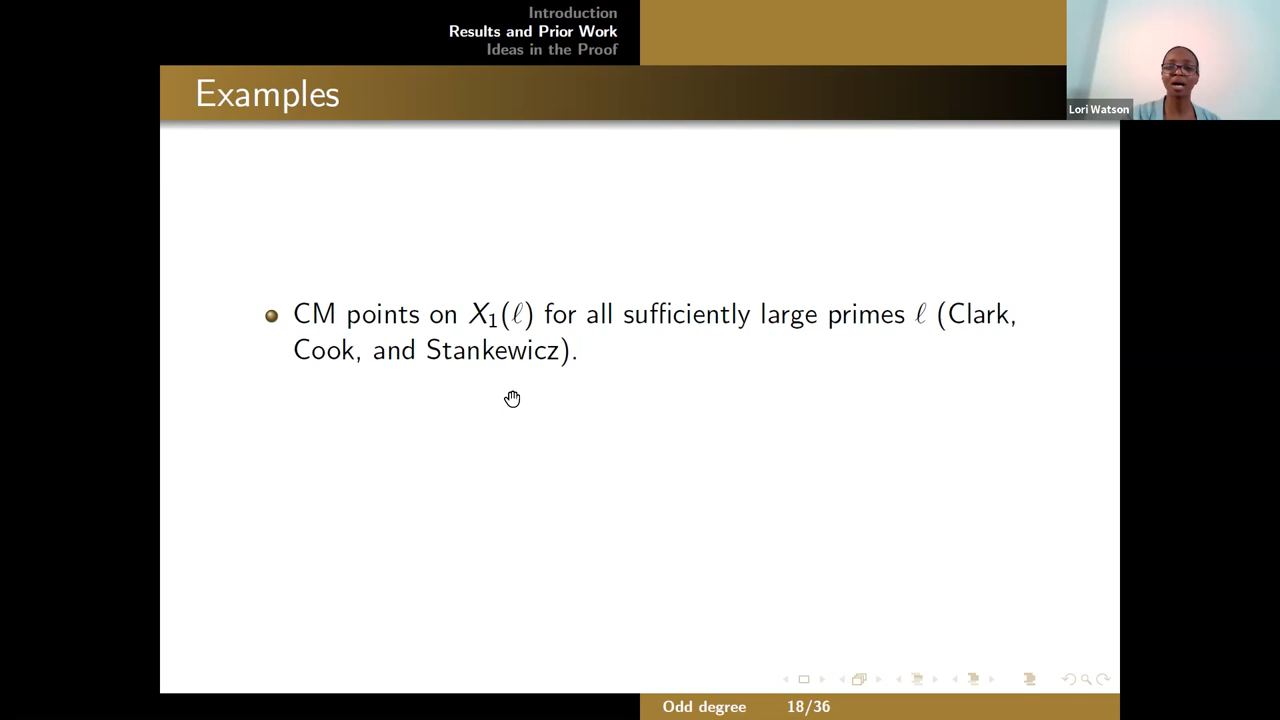 Introduction
Results and Prior Work
Ideas in the Proof
Examples
Lori Watson
CM points on X₁(ℓ) for all sufficiently large primes ℓ (Clark,
Cook, and Stankewicz).
Odd degree 18/36